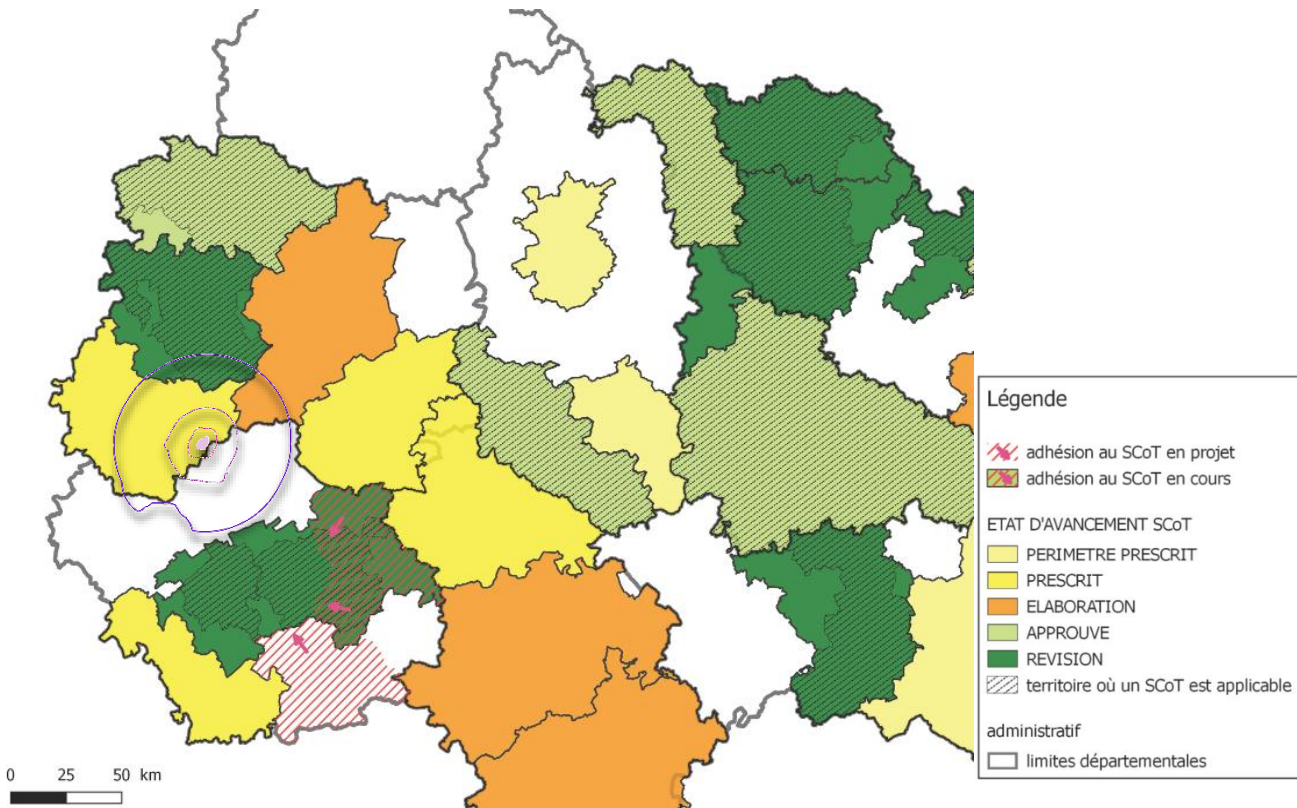 Légende
adhésion au SCoT en projet
adhésion au SCoT en cours
ETAT D'AVANCEMENT SCoT
PERIMETRE PRESCRIT
PRESCRIT
ELABORATION
APPROUVE
REVISION
territoire où un SCoT est applicable
administratif
limites départementales
0 25 50 km